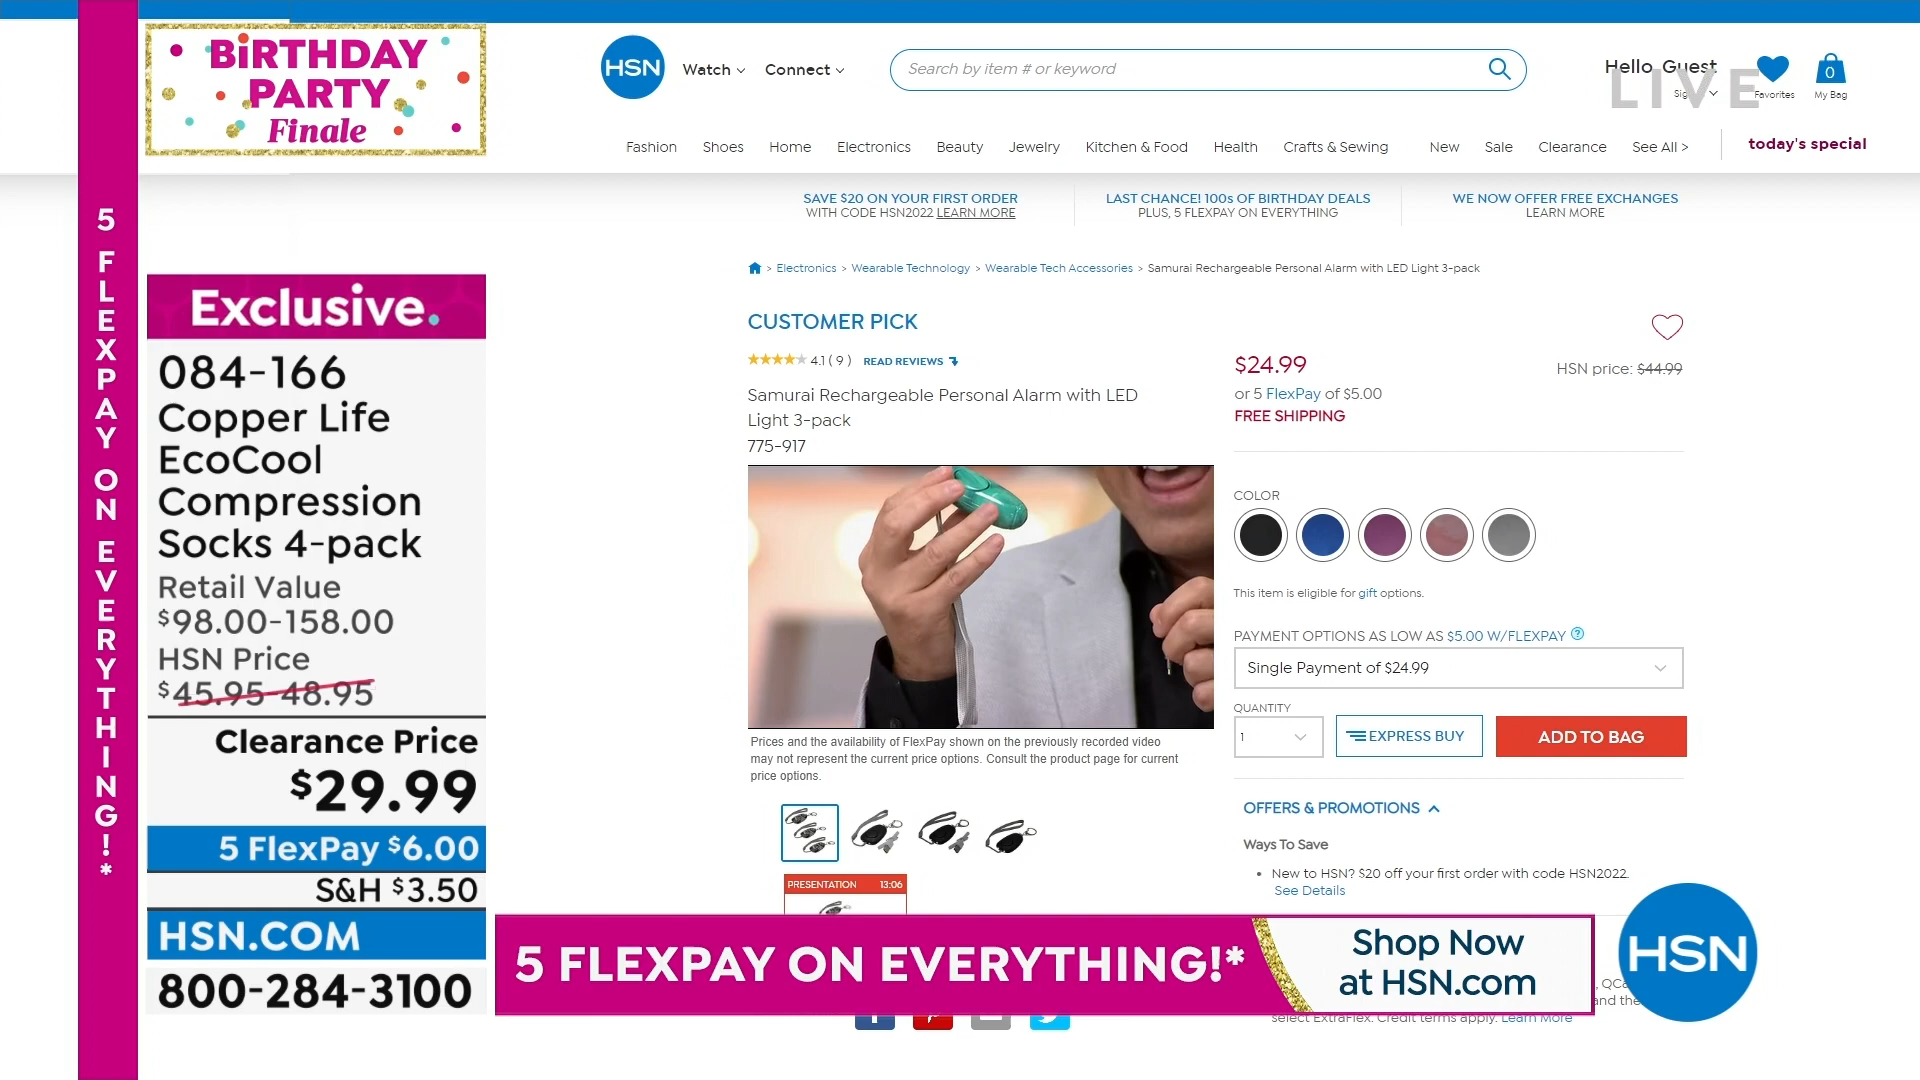 BiRTHDAY
PARTY
Finale
5 FLEXPAY ON EVERYTHING!*
Exclusive.
084-166
Copper Life
EcoCool
Compression
Socks 4-pack
Retail Value
$98.00-158.00
HSN Price
$45.95-48.95
Clearance Price
$29.99
5 FlexPay $6.00
S&H $3.50
HSN.COM
800-284-3100
HSN
Watch
Connect
Search by item # or keyword
Hello, Guest
LIVE
Favorites
0
My Bag
Fashion
Shoes
Home
Electronics
Beauty
Jewelry
Kitchen & Food
Health
Crafts & Sewing
New
Sale
Clearance
See All >
today's special
SAVE $20 ON YOUR FIRST ORDER
WITH CODE HSN2022 LEARN MORE
LAST CHANCE! 100s OF BIRTHDAY DEALS
PLUS, 5 FLEXPAY ON EVERYTHING
WE NOW OFFER FREE EXCHANGES
LEARN MORE
> Electronics > Wearable Technology > Wearable Tech Accessories > Samurai Rechargeable Personal Alarm with LED Light 3-pack
CUSTOMER PICK
4.1 ( 9 ) READ REVIEWS
Samurai Rechargeable Personal Alarm with LED
Light 3-pack
775-917
Prices and the availability of FlexPay shown on the previously recorded video
may not represent the current price options. Consult the product page for current
price options.
PRESENTATION 13:06
$24.99
HSN price: $44.99
or 5 FlexPay of $5.00
FREE SHIPPING
COLOR
This item is eligible for gift options.
PAYMENT OPTIONS AS LOW AS $5.00 W/FLEXPAY ?
Single Payment of $24.99
QUANTITY
1
EXPRESS BUY
ADD TO BAG
OFFERS & PROMOTIONS
Ways To Save
• New to HSN? $20 off your first order with code HSN2022.
See Details
and the
select ExtraFlex. Credit terms apply. Learn More
5 FLEXPAY ON EVERYTHING!*
Shop Now
at HSN.com
HSN